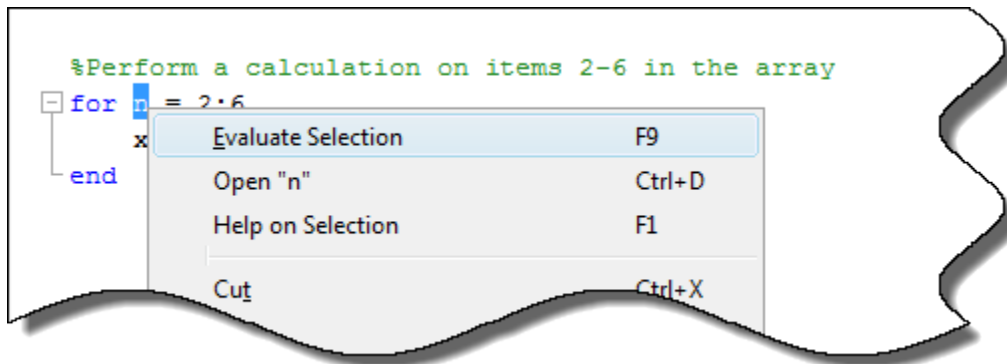 %Perform a calculation on items 2-6 in the array
for n = 2:6
x
end
Evaluate Selection F9
Open "n" Ctrl+D
Help on Selection F1
Cut Ctrl+X